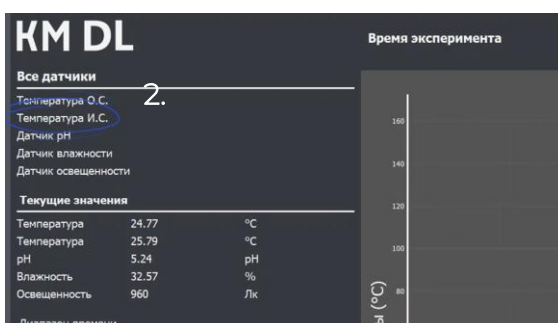 KM DL
Время эксперимента
Все датчики
2.
Температура О.С.
Температура И.С.
Датчик pH
Датчик влажности
Датчик освещенности
Текущие значения
Температура 24.77 °C
Температура 25.79 °C
pH 5.24 pH
Влажность 32.57 %
Освещенность 960 Лк
Диапазон времени
160
140
120
100
80
(°C)